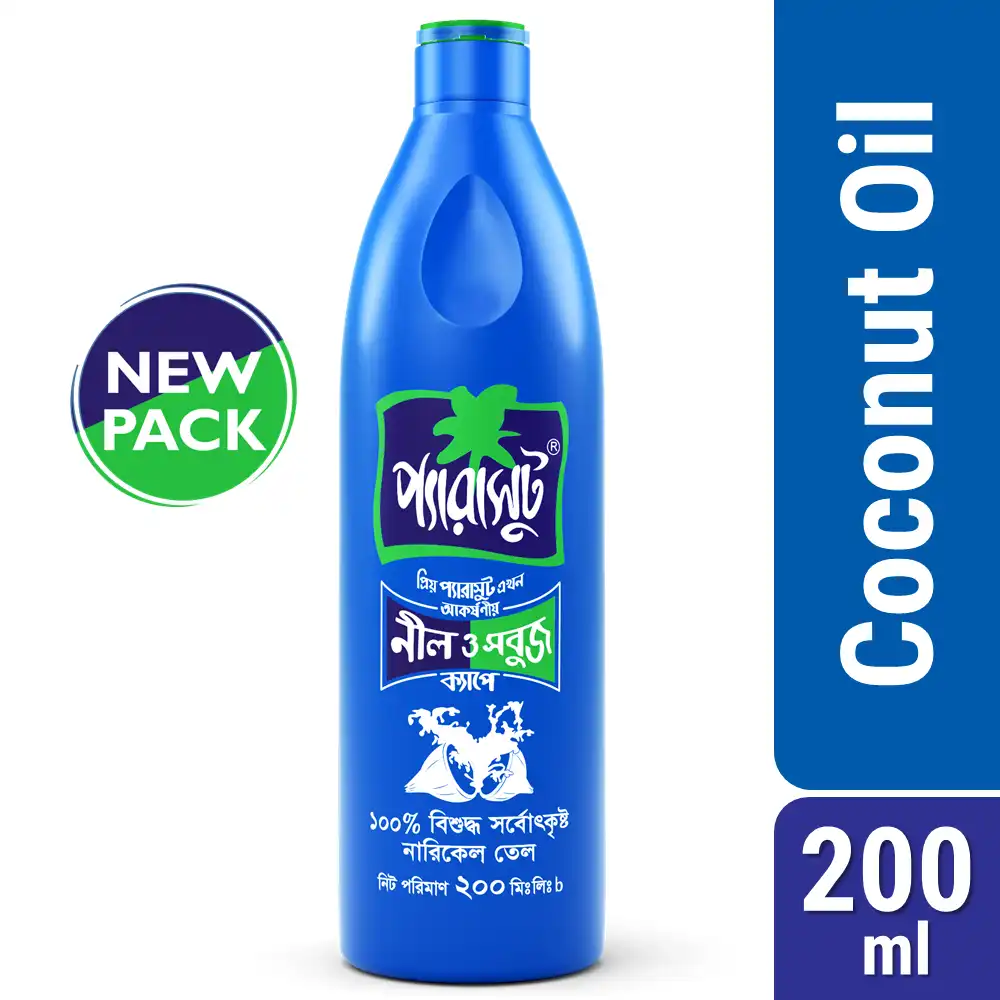 NEW
PACK
প্যারাসুট®
প্রিয় প্যারাসুট এখন
আকর্ষণীয়
নীল ও সবুজ
ক্যাপে
১০০% বিশুদ্ধ সর্বোৎকৃষ্ট
নারিকেল তেল
নিট পরিমাণ ২০০ মিঃলিঃb
Coconut Oil
200
ml